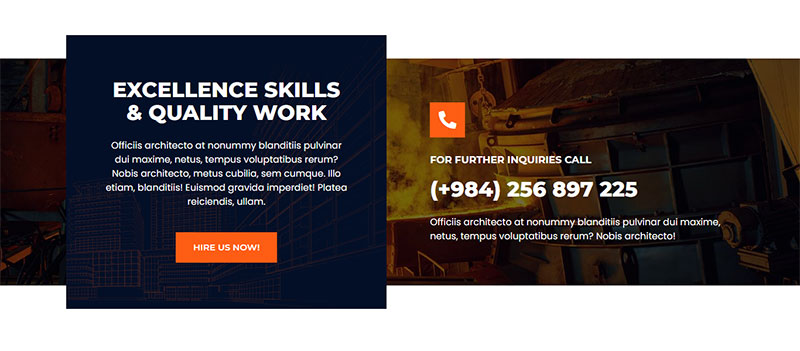 EXCELLENCE SKILLS
& QUALITY WORK
Officiis architecto at nonummy blanditiis pulvinar
dui maxime, netus, tempus voluptatibus rerum?
Nobis architecto, metus cubilia, sem cumque. Illo
etiam, blanditiis! Euismod gravida imperdiet! Platea
reiciendis, ullam.
HIRE US NOW!
FOR FURTHER INQUIRIES CALL
(+984) 256 897 225
Officiis architecto at nonummy blanditiis pulvinar dui maxime,
netus, tempus voluptatibus rerum? Nobis architecto!